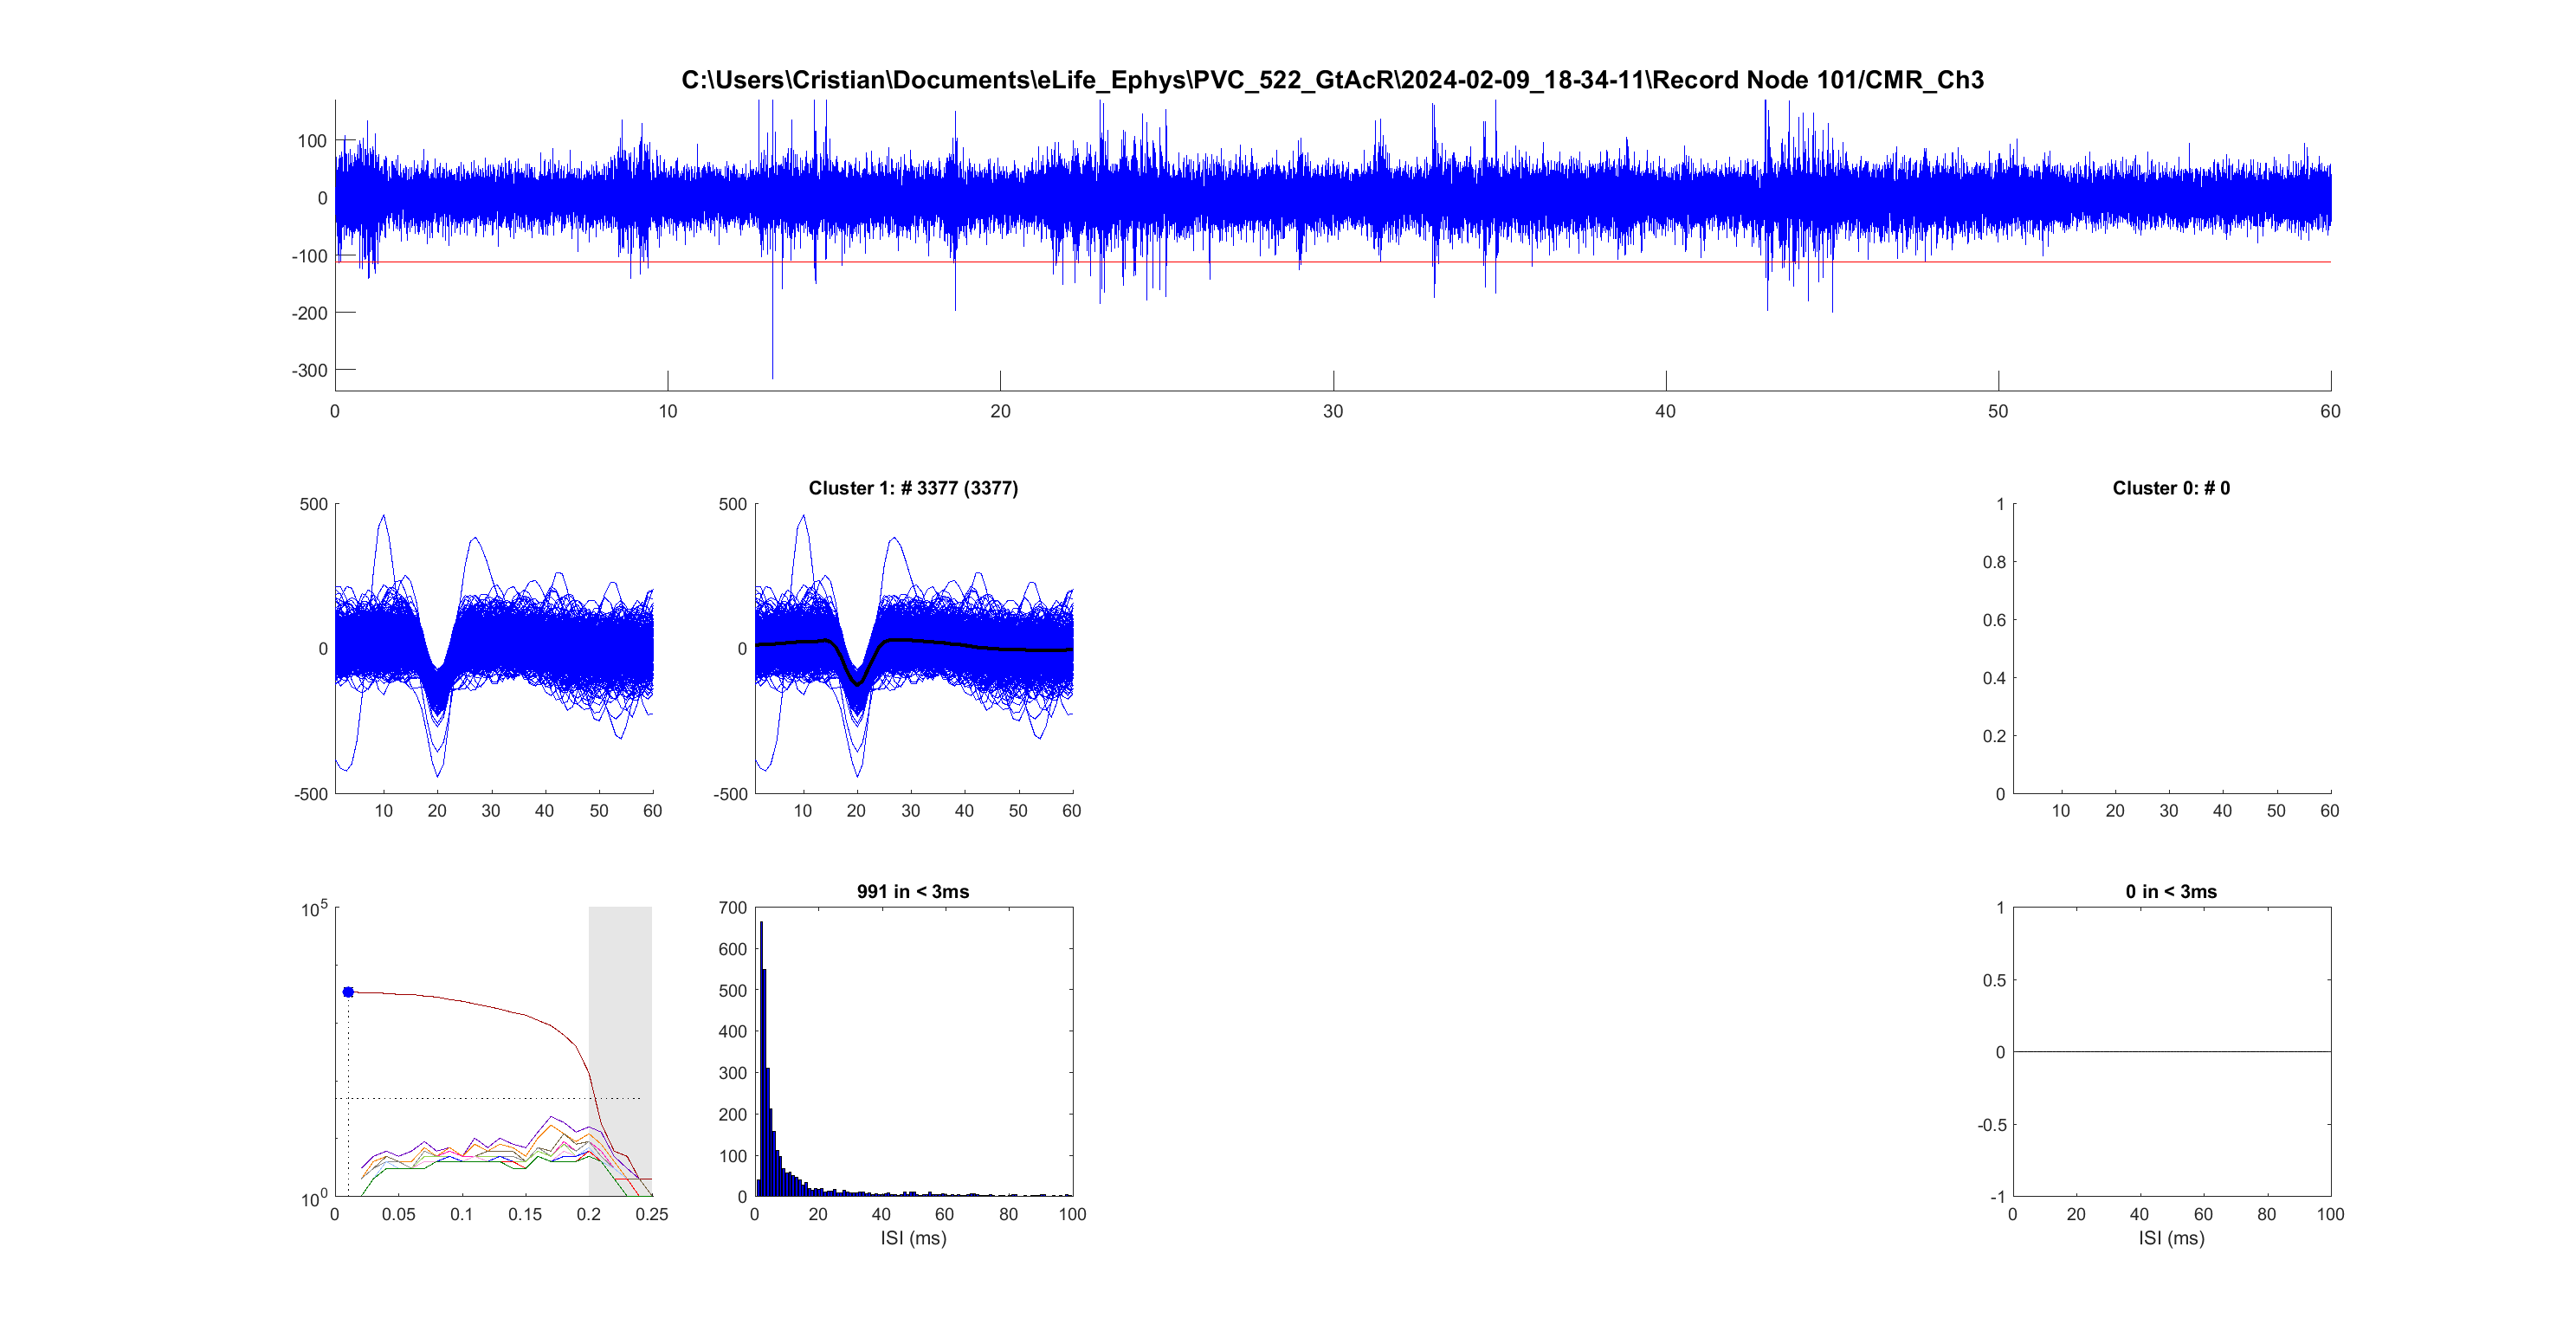 C:\Users\Cristian\Documents\eLife_Ephys\PVC_522_GtAcR\2024-02-09_18-34-11\Record Node 101/CMR_Ch3
100
0
-100
-200
-300
0 10 20 30 40 50 60
Cluster 1: # 3377 (3377)
Cluster 0: # 0
500
0
-500
10 20 30 40 50 60
500
0
-500
10 20 30 40 50 60
1
0.8
0.6
0.4
0.2
0
10 20 30 40 50 60
991 in < 3ms
0 in < 3ms
10^5
10^0
0 0.05 0.1 0.15 0.2 0.25
700
600
500
400
300
200
100
0
0 20 40 60 80 100
ISI (ms)
1
0.5
0
-0.5
-1
0 20 40 60 80 100
ISI (ms)